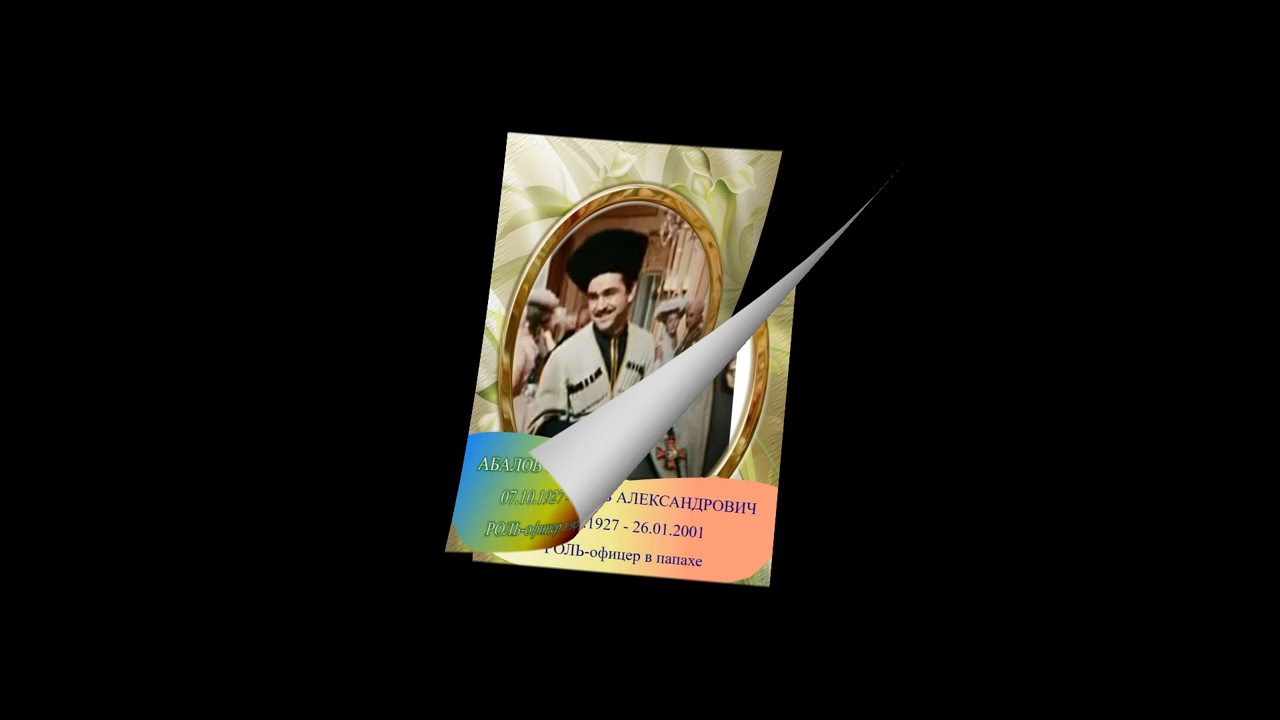 АБАЛОВ
07.10.1927 -
РОЛЬ-офицер
АЛЕКСАНДРОВИЧ
.1927 - 26.01.2001
РОЛЬ-офицер в папахе